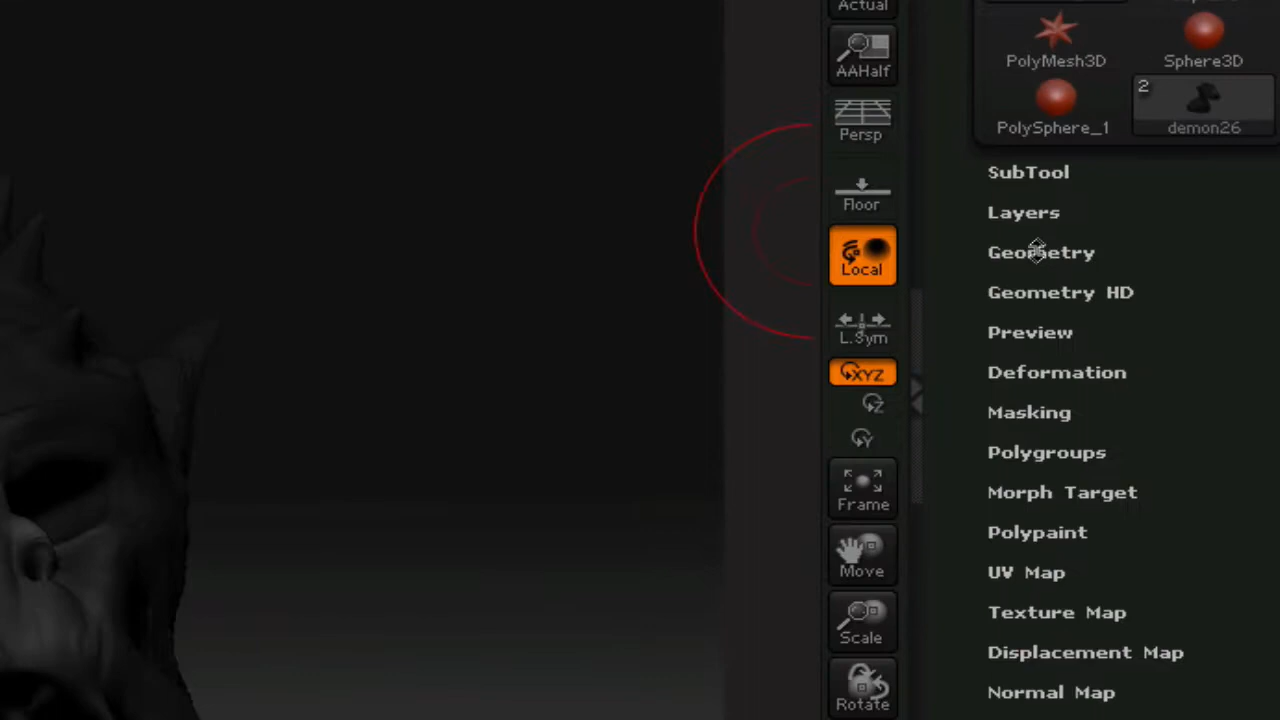 Actual
AAHalf
Persp
Floor
Local
L.Sym
XYZ
Z
Y
Frame
Move
Scale
Rotate
PolyMesh3D
Sphere3D
2
PolySphere_1
demon26
SubTool
Layers
Geometry
Geometry HD
Preview
Deformation
Masking
Polygroups
Morph Target
Polypaint
UV Map
Texture Map
Displacement Map
Normal Map